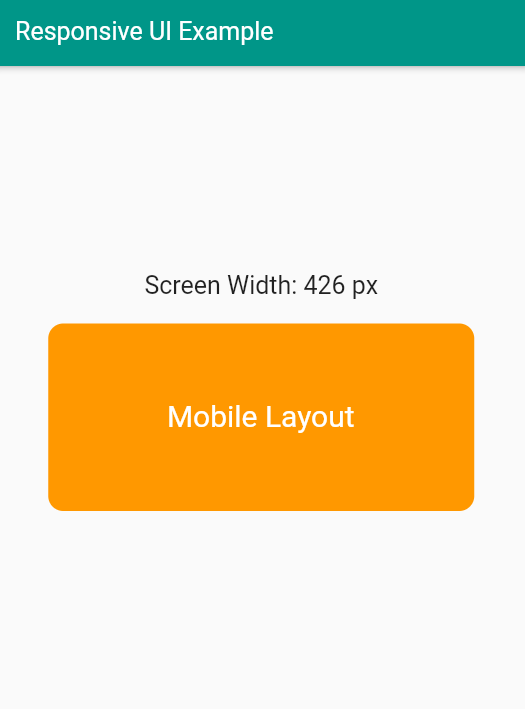 Responsive UI Example
Screen Width: 426 px
Mobile Layout